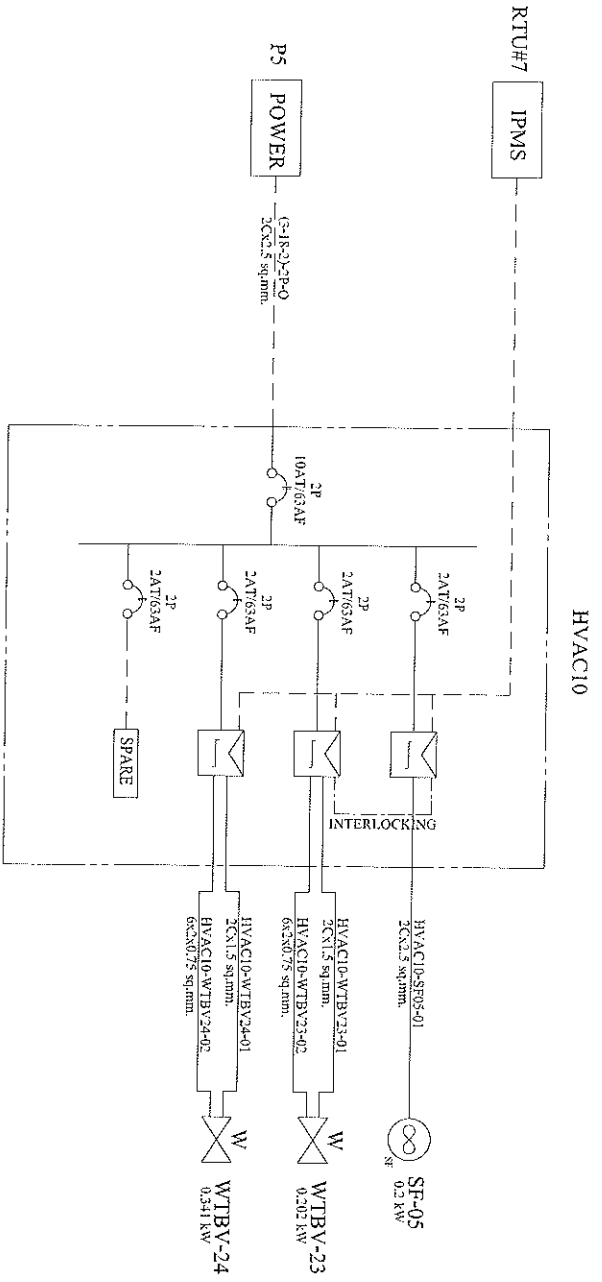 HVAC10
RTU#7
IPMS
P5
POWER
(3-18-2)-2P-O
2Cx2.5 sq.mm.
2P
10AT/63AF
2P
2AT/63AF
2P
2AT/63AF
2P
2AT/63AF
2P
2AT/63AF
SPARE
INTERLOCKING
HVAC10-SF05-01
2Cx2.5 sq.mm.
SF
SF-05
0.2 kW
HVAC10-WTBV23-01
2Cx1.5 sq.mm.
HVAC10-WTBV23-02
6x2x0.75 sq.mm.
W
WTBV-23
0.202 kW
HVAC10-WTBV24-01
2Cx1.5 sq.mm.
HVAC10-WTBV24-02
6x2x0.75 sq.mm.
W
WTBV-24
0.341 kW